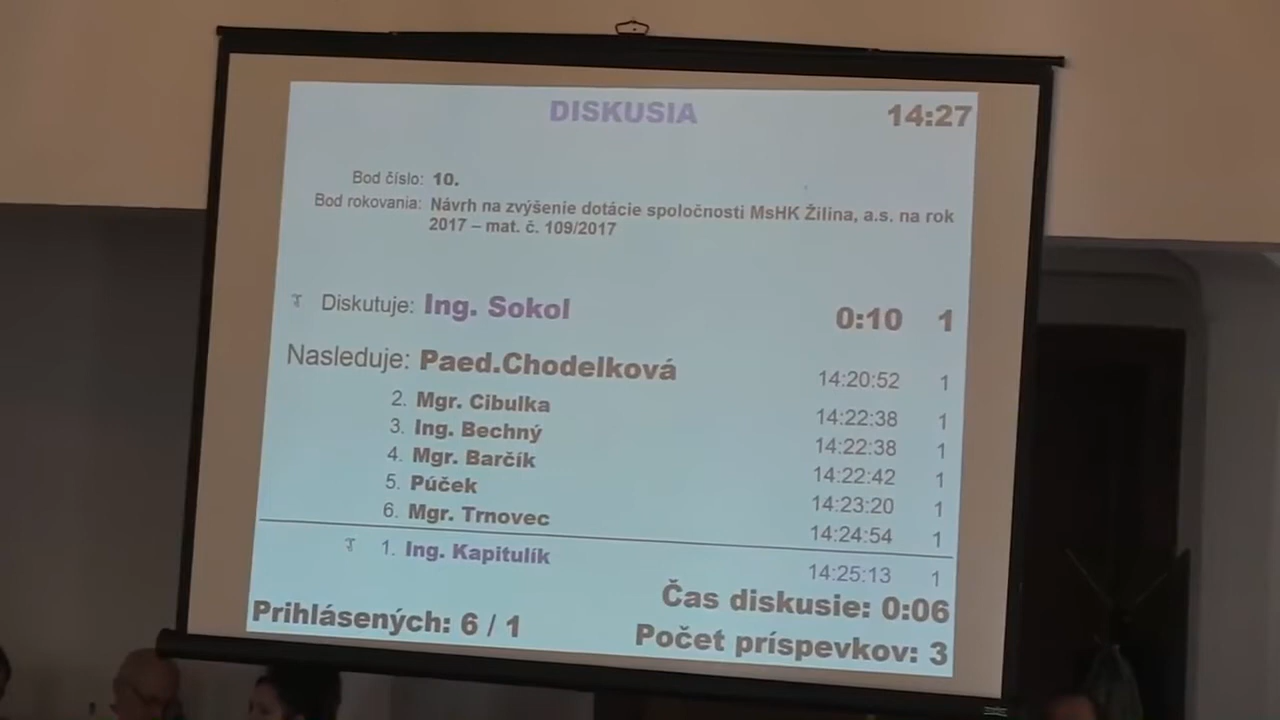 DISKUSIA 14:27
Bod číslo: 10.
Bod rokovania: Návrh na zvýšenie dotácie spoločnosti MsHK Žilina, a.s. na rok
2017 – mat. č. 109/2017
Diskutuje: Ing. Sokol 0:10 1
Nasleduje: Paed.Chodelková 14:20:52 1
2. Mgr. Cibulka 14:22:38 1
3. Ing. Bechný 14:22:38 1
4. Mgr. Barčík 14:22:42 1
5. Púček 14:23:20 1
6. Mgr. Trnovec 14:24:54 1
1. Ing. Kapitulík 14:25:13 1
Čas diskusie: 0:06
Prihlásených: 6 / 1
Počet príspevkov: 3